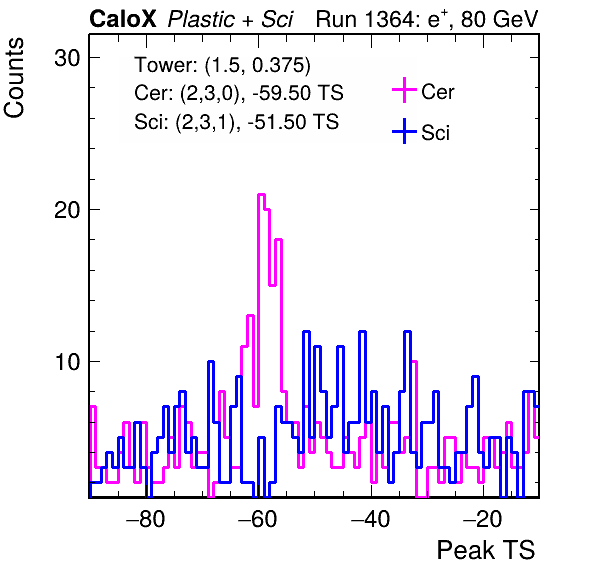 CaloX Plastic + Sci Run 1364: e⁺, 80 GeV
Counts
30
20
10
Tower: (1.5, 0.375)
Cer: (2,3,0), -59.50 TS
Sci: (2,3,1), -51.50 TS
Cer
Sci
−80 −60 −40 −20
Peak TS